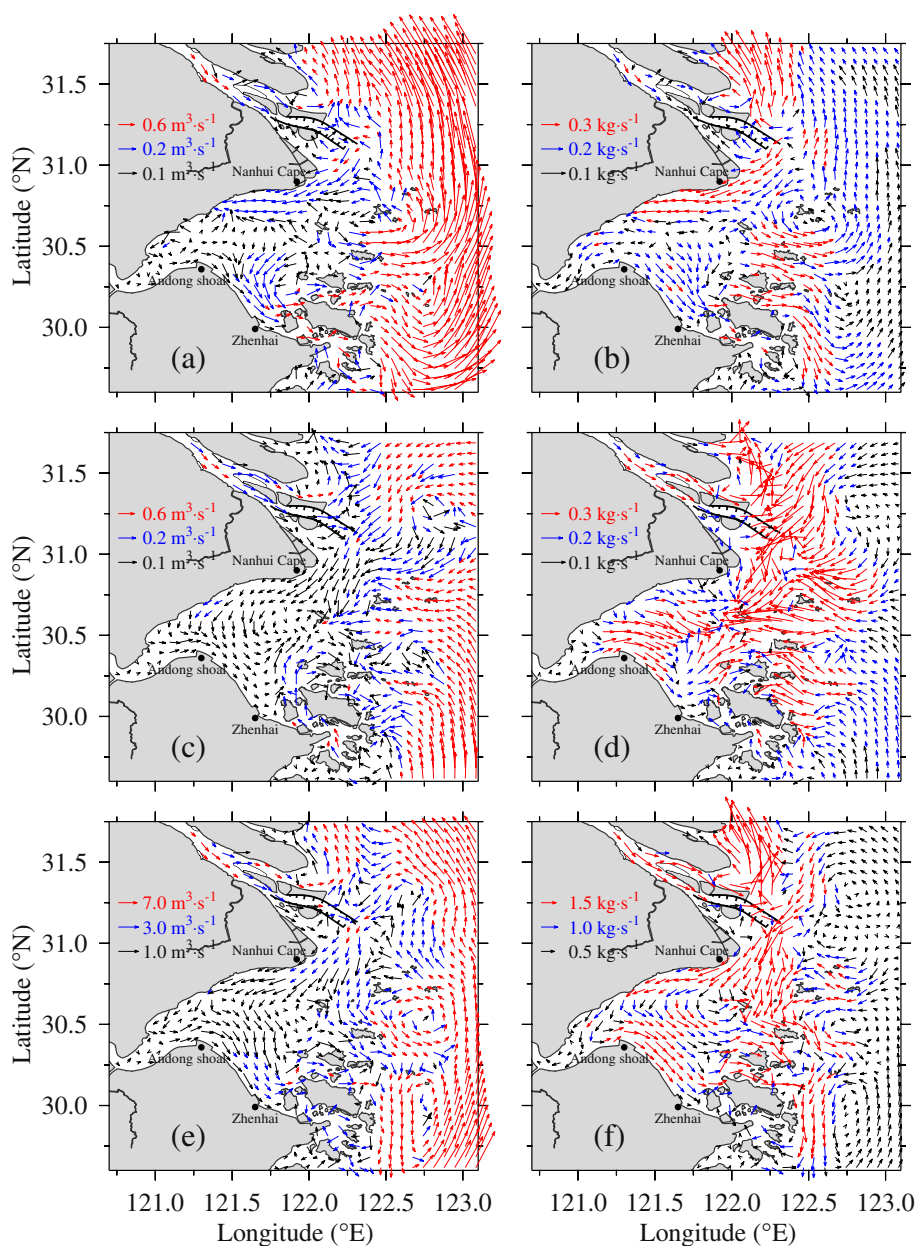 31.5
31.0
30.5
30.0
Latitude (°N)
0.6 m³·s⁻¹
0.2 m³·s⁻¹
0.1 m³·s
Nanhui Cape
Andong shoal
Zhenhai
(a)
0.3 kg·s⁻¹
0.2 kg·s⁻¹
0.1 kg·s
Nanhui Cape
Andong shoal
Zhenhai
(b)
31.5
31.0
30.5
30.0
Latitude (°N)
0.6 m³·s⁻¹
0.2 m³·s⁻¹
0.1 m³·s
Nanhui Cape
Andong shoal
Zhenhai
(c)
0.3 kg·s⁻¹
0.2 kg·s⁻¹
0.1 kg·s
Nanhui Cape
Andong shoal
Zhenhai
(d)
31.5
31.0
30.5
30.0
Latitude (°N)
7.0 m³·s⁻¹
3.0 m³·s⁻¹
1.0 m³·s
Nanhui Cape
Andong shoal
Zhenhai
(e)
1.5 kg·s⁻¹
1.0 kg·s⁻¹
0.5 kg·s
Nanhui Cape
Andong shoal
Zhenhai
(f)
121.0 121.5 122.0 122.5 123.0
Longitude (°E)
121.0 121.5 122.0 122.5 123.0
Longitude (°E)